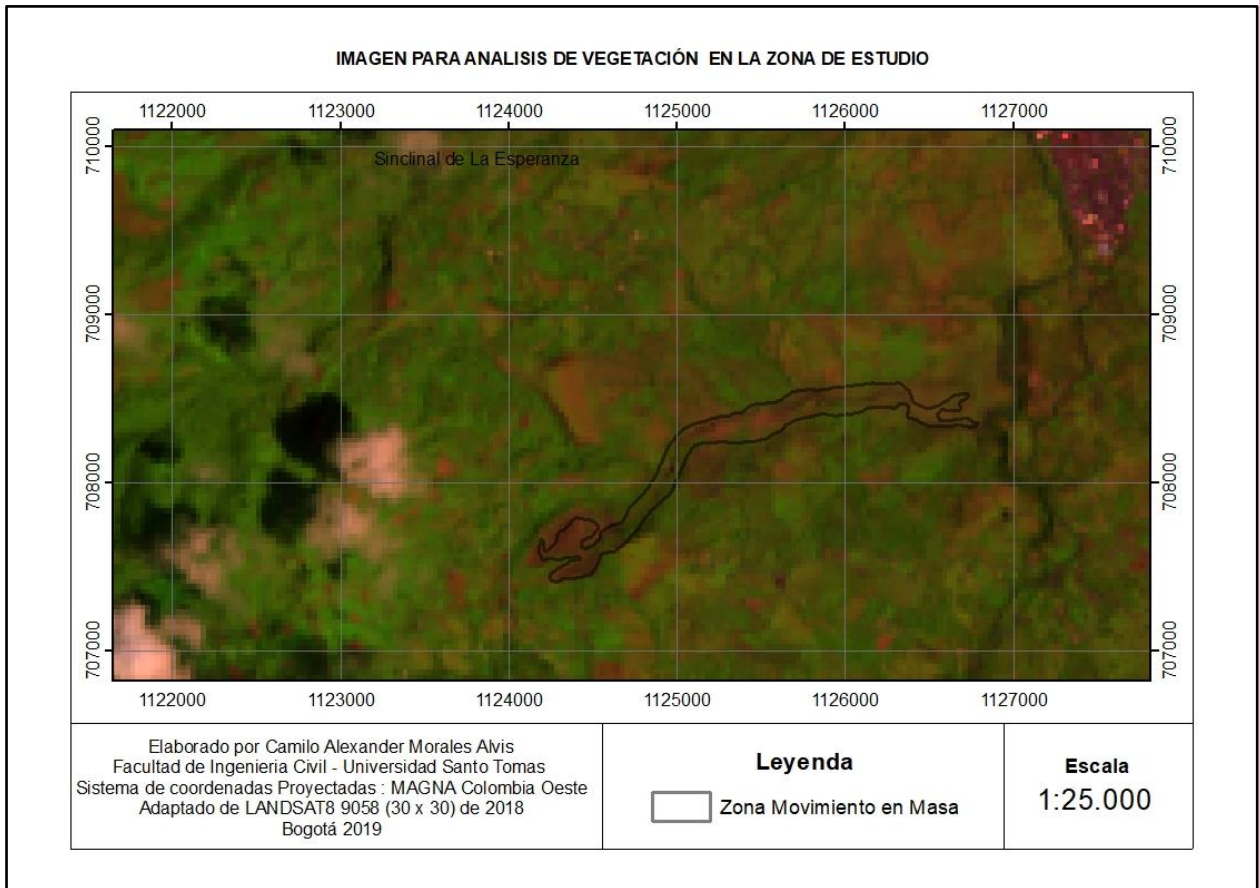 IMAGEN PARA ANALISIS DE VEGETACIÓN EN LA ZONA DE ESTUDIO
1122000 1123000 1124000 1125000 1126000 1127000
710000 710000
Sinclinal de La Esperanza
709000 709000
708000 708000
707000 707000
1122000 1123000 1124000 1125000 1126000 1127000
Elaborado por Camilo Alexander Morales Alvis
Facultad de Ingenieria Civil - Universidad Santo Tomas
Sistema de coordenadas Proyectadas : MAGNA Colombia Oeste
Adaptado de LANDSAT8 9058 (30 x 30) de 2018
Bogotá 2019
Leyenda
Zona Movimiento en Masa
Escala
1:25.000